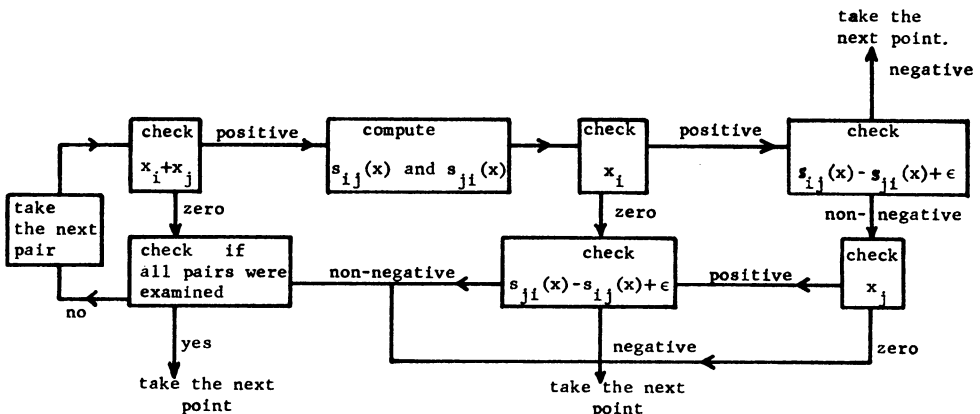 take the
next point.
negative
check
x_i+x_j
positive
compute
s_ij(x) and s_ji(x)
check
x_i
positive
check
s_ij(x)-s_ji(x)+ϵ
take
the next
pair
zero
zero
non-negative
check if
all pairs were
examined
non-negative
check
s_ji(x)-s_ij(x)+ϵ
positive
check
x_j
no
yes
negative
zero
take the next
point
take the next
point